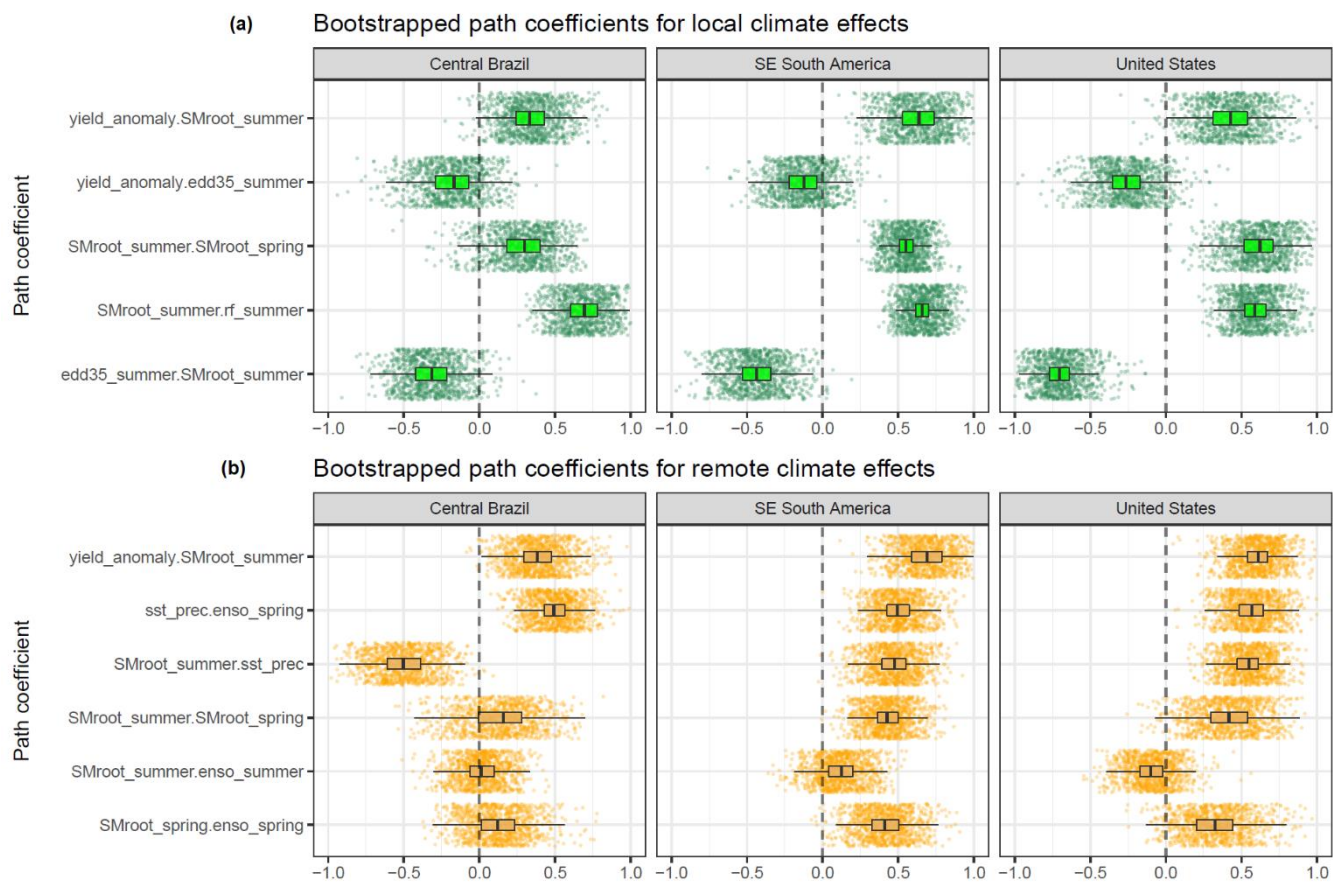 (a) Bootstrapped path coefficients for local climate effects
Central Brazil SE South America United States
Path coefficient
yield_anomaly.SMroot_summer
yield_anomaly.edd35_summer
SMroot_summer.SMroot_spring
SMroot_summer.rf_summer
edd35_summer.SMroot_summer
−1.0 −0.5 0.0 0.5 1.0 −1.0 −0.5 0.0 0.5 1.0 −1.0 −0.5 0.0 0.5 1.0
(b) Bootstrapped path coefficients for remote climate effects
Central Brazil SE South America United States
Path coefficient
yield_anomaly.SMroot_summer
sst_prec.enso_spring
SMroot_summer.sst_prec
SMroot_summer.SMroot_spring
SMroot_summer.enso_summer
SMroot_spring.enso_spring
−1.0 −0.5 0.0 0.5 1.0 −1.0 −0.5 0.0 0.5 1.0 −1.0 −0.5 0.0 0.5 1.0